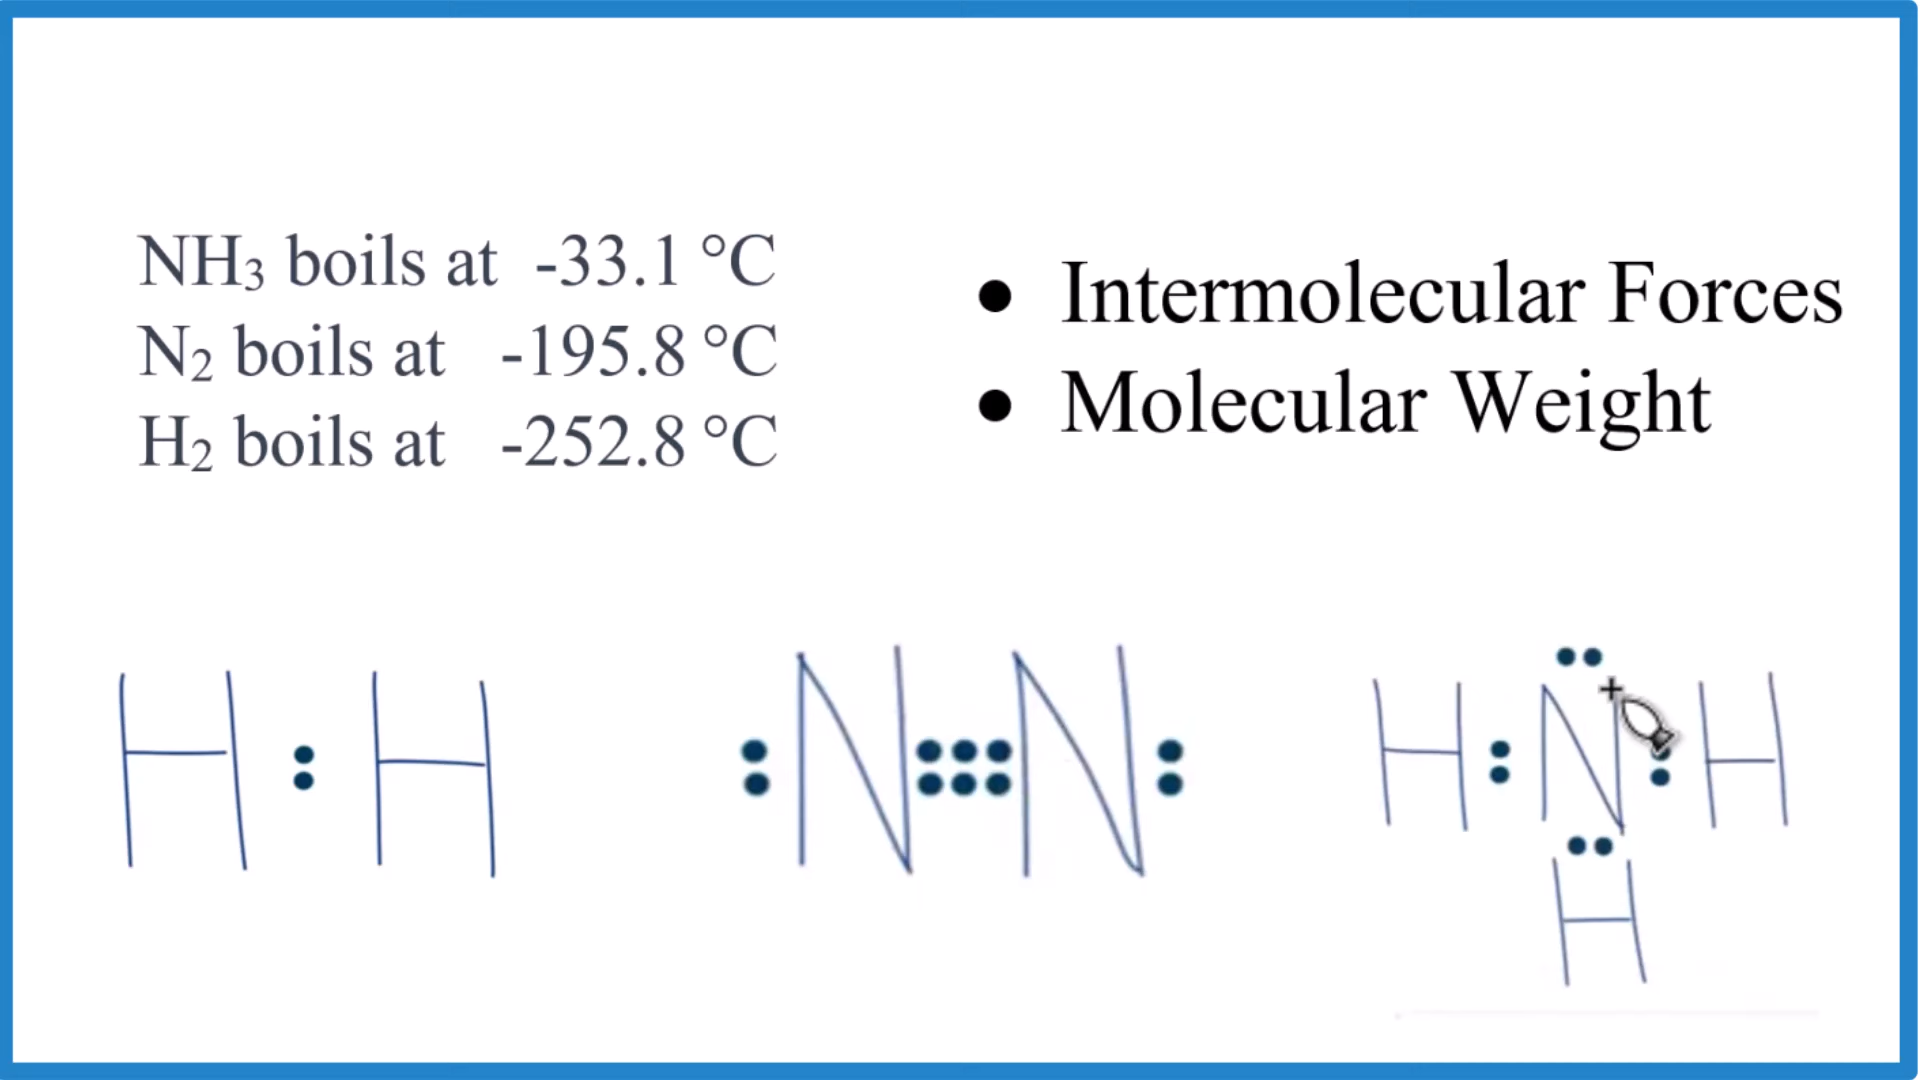 NH₃ boils at -33.1 °C
N₂ boils at -195.8 °C
H₂ boils at -252.8 °C
● Intermolecular Forces
● Molecular Weight
H : H
: N ::: N :
••
H : N : H
••
H